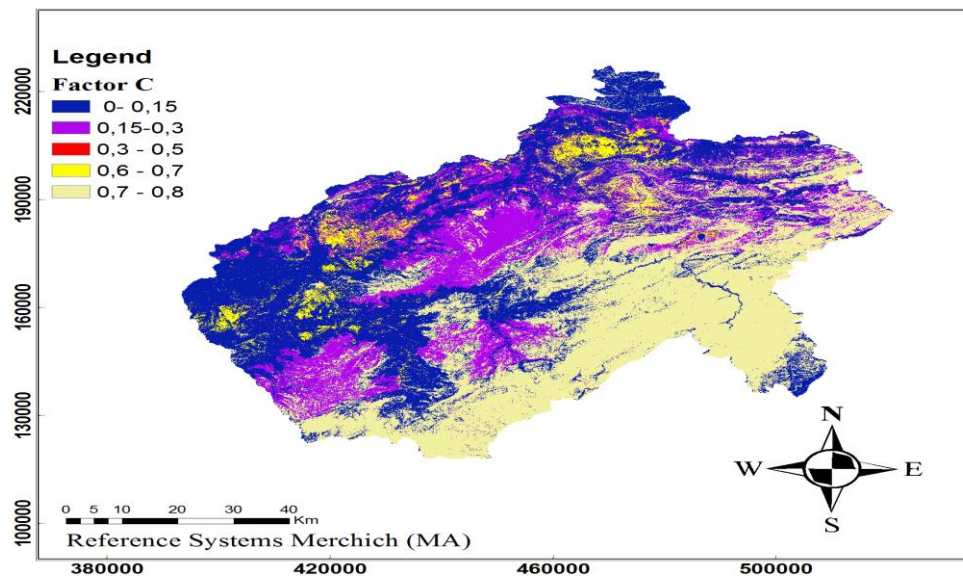 Legend
Factor C
0- 0,15
0,15-0,3
0,3 - 0,5
0,6 - 0,7
0,7 - 0,8
220000
190000
160000
130000
100000
N
W E
S
0 5 10 20 30 40
Km
Reference Systems Merchich (MA)
380000 420000 460000 500000